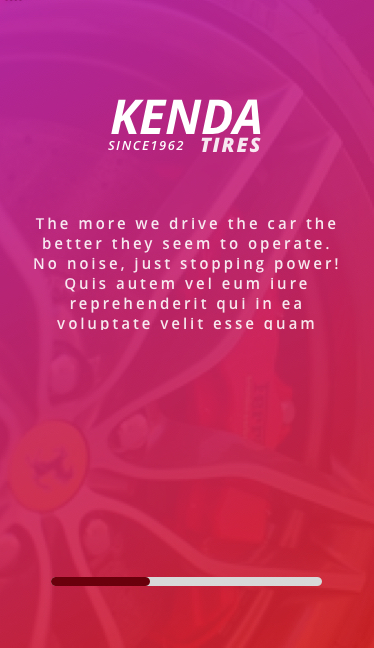 KENDA
SINCE1962 TIRES
The more we drive the car the
better they seem to operate.
No noise, just stopping power!
Quis autem vel eum iure
reprehenderit qui in ea
voluptate velit esse quam